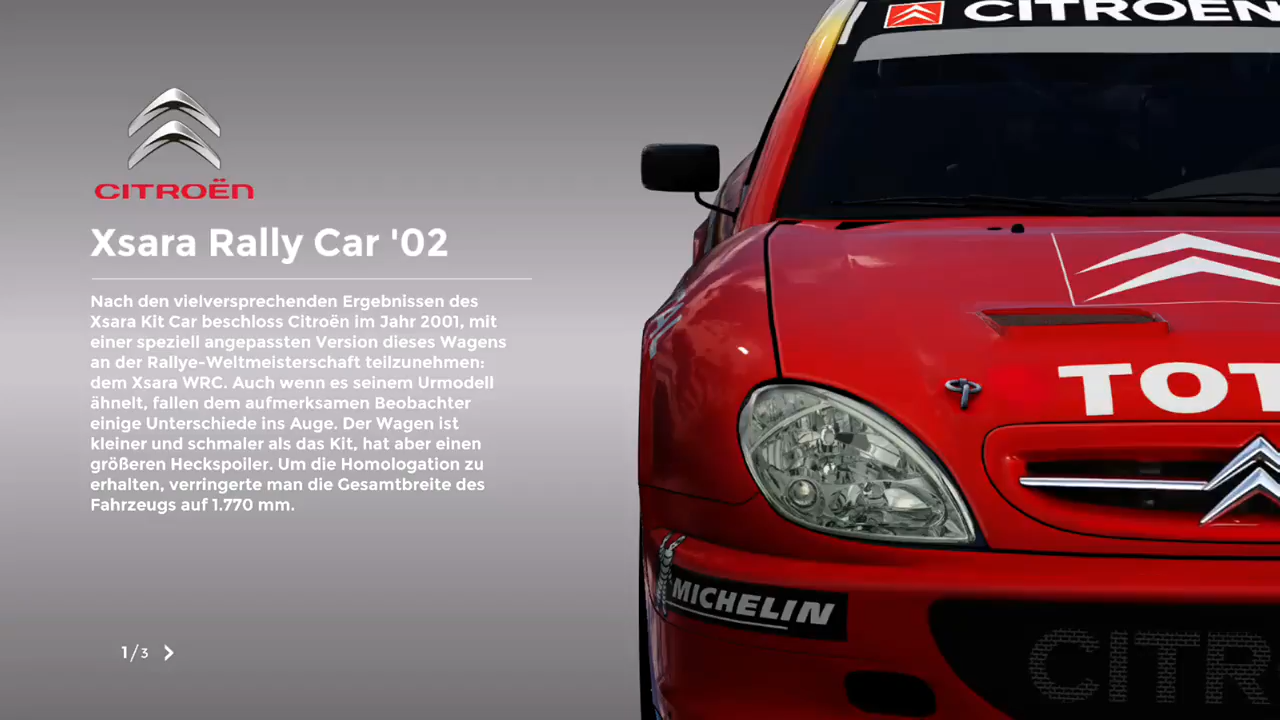 CITROËN
CITROËN
Xsara Rally Car '02
Nach den vielversprechenden Ergebnissen des
Xsara Kit Car beschloss Citroën im Jahr 2001, mit
einer speziell angepassten Version dieses Wagens
an der Rallye-Weltmeisterschaft teilzunehmen:
dem Xsara WRC. Auch wenn es seinem Urmodell
ähnelt, fallen dem aufmerksamen Beobachter
einige Unterschiede ins Auge. Der Wagen ist
kleiner und schmaler als das Kit, hat aber einen
größeren Heckspoiler. Um die Homologation zu
erhalten, verringerte man die Gesamtbreite des
Fahrzeugs auf 1.770 mm.
TOT
MICHELIN
CITR
1/3